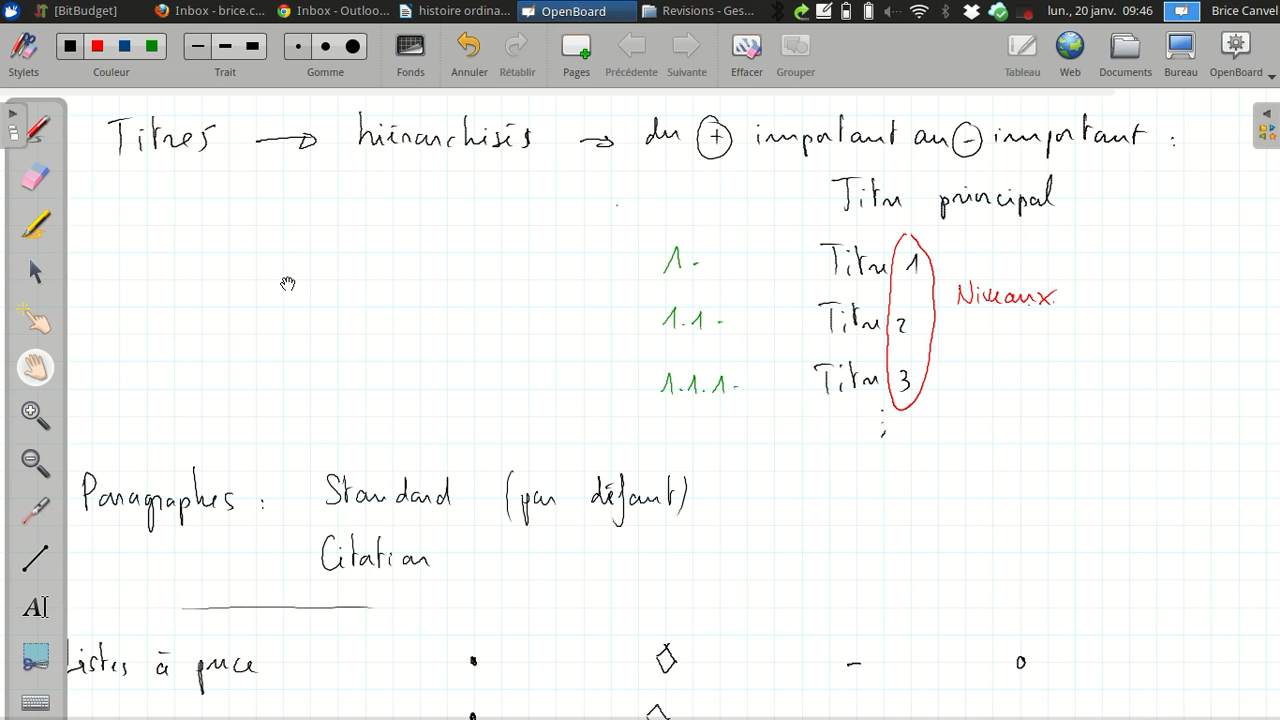 [BitBudget] Inbox - brice.c... Inbox - Outloo... histoire ordina... OpenBoard Revisions - Ges... lun., 20 janv., 09:46 Brice Canvel
Stylets Couleur Trait Gomme Fonds Annuler Rétablir Pages Précédente Suivante Effacer Grouper Tableau Web Documents Bureau OpenBoard
Titres → hiérarchisés → du + important au - important :
Titre principal
1- Titre 1
Niveaux
1.1- Titre 2
1.1.1- Titre 3
Paragraphes : Standard (par défaut)
Citation
Listes à puce